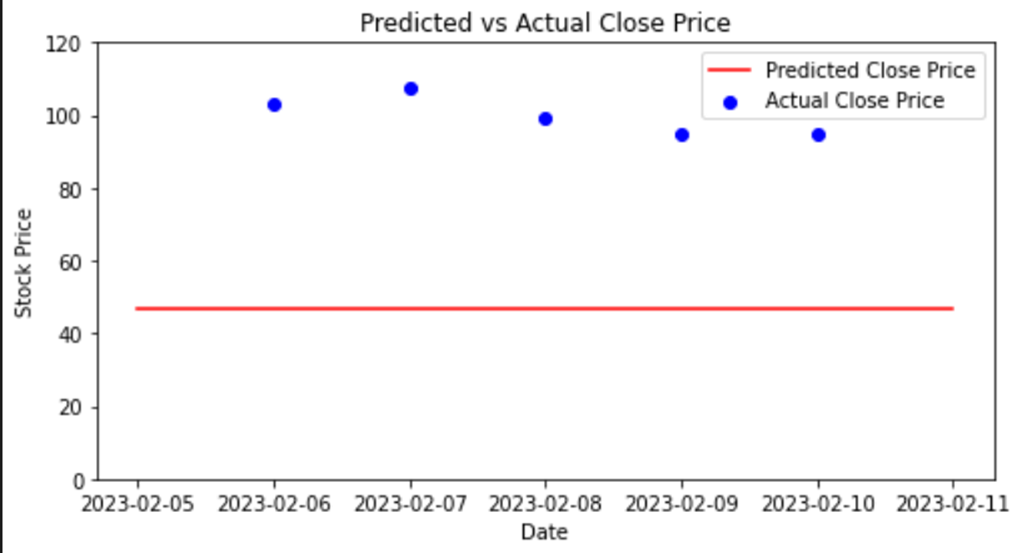 Predicted vs Actual Close Price
120
100
80
60
40
20
0
Stock Price
Predicted Close Price
Actual Close Price
2023-02-05 2023-02-06 2023-02-07 2023-02-08 2023-02-09 2023-02-10 2023-02-11
Date